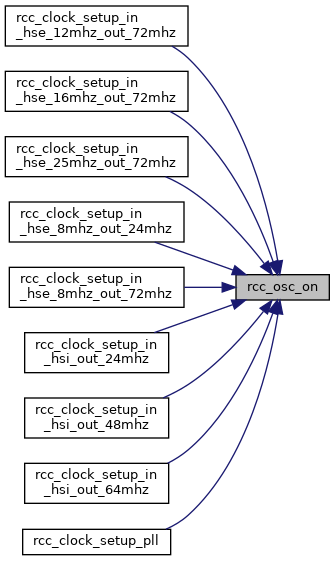 rcc_clock_setup_in
_hse_12mhz_out_72mhz
rcc_clock_setup_in
_hse_16mhz_out_72mhz
rcc_clock_setup_in
_hse_25mhz_out_72mhz
rcc_clock_setup_in
_hse_8mhz_out_24mhz
rcc_clock_setup_in
_hse_8mhz_out_72mhz
rcc_osc_on
rcc_clock_setup_in
_hsi_out_24mhz
rcc_clock_setup_in
_hsi_out_48mhz
rcc_clock_setup_in
_hsi_out_64mhz
rcc_clock_setup_pll